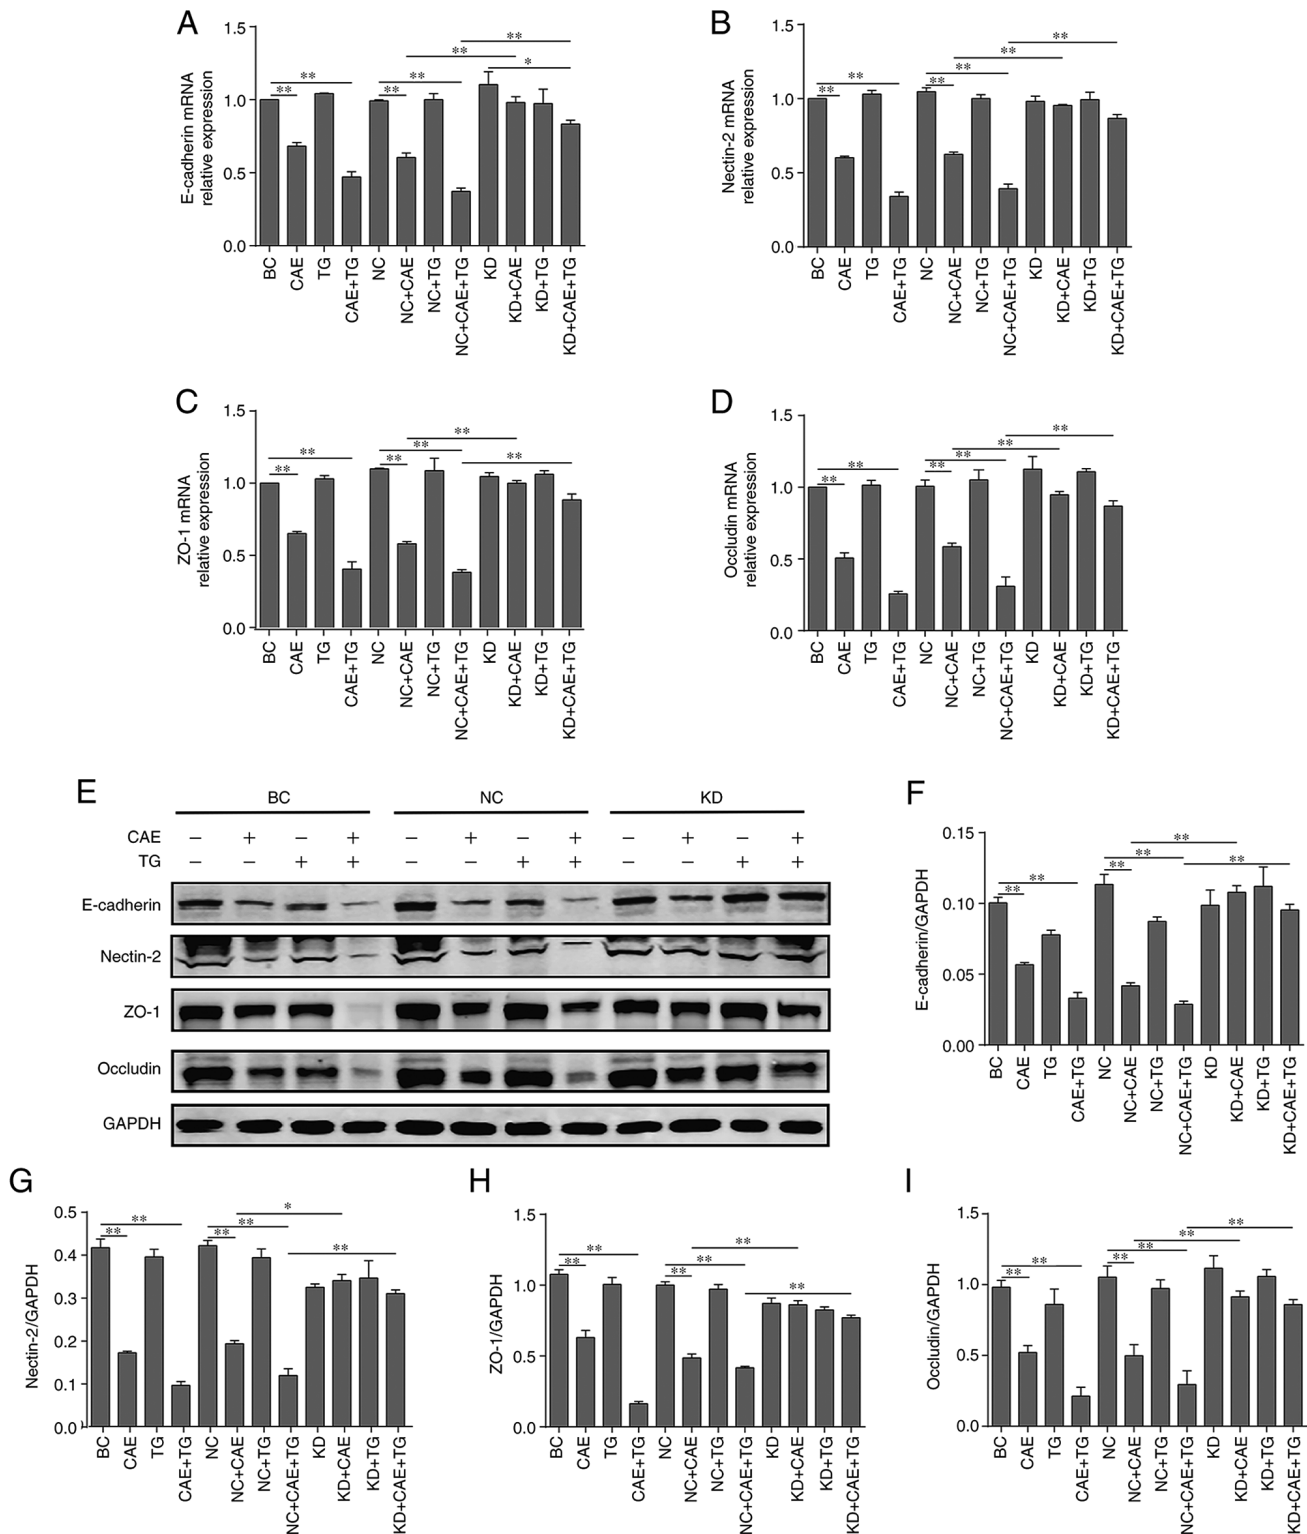 A
E-cadherin mRNA
relative expression
1.5
1.0
0.5
0.0
**
**
**
**
**
**
*
BC
CAE
TG
CAE+TG
NC
NC+CAE
NC+TG
NC+CAE+TG
KD
KD+CAE
KD+TG
KD+CAE+TG
B
Nectin-2 mRNA
relative expression
1.5
1.0
0.5
0.0
**
**
**
**
**
**
BC
CAE
TG
CAE+TG
NC
NC+CAE
NC+TG
NC+CAE+TG
KD
KD+CAE
KD+TG
KD+CAE+TG
C
ZO-1 mRNA
relative expression
1.5
1.0
0.5
0.0
**
**
**
**
**
**
BC
CAE
TG
CAE+TG
NC
NC+CAE
NC+TG
NC+CAE+TG
KD
KD+CAE
KD+TG
KD+CAE+TG
D
Occludin mRNA
relative expression
1.5
1.0
0.5
0.0
**
**
**
**
**
**
BC
CAE
TG
CAE+TG
NC
NC+CAE
NC+TG
NC+CAE+TG
KD
KD+CAE
KD+TG
KD+CAE+TG
E
BC NC KD
CAE − + − + − + − + − + − +
TG − − + + − − + + − − + +
E-cadherin
Nectin-2
ZO-1
Occludin
GAPDH
F
E-cadherin/GAPDH
0.15
0.10
0.05
0.00
**
**
**
**
**
**
BC
CAE
TG
CAE+TG
NC
NC+CAE
NC+TG
NC+CAE+TG
KD
KD+CAE
KD+TG
KD+CAE+TG
G
Nectin-2/GAPDH
0.5
0.4
0.3
0.2
0.1
0.0
**
**
*
**
**
**
BC
CAE
TG
CAE+TG
NC
NC+CAE
NC+TG
NC+CAE+TG
KD
KD+CAE
KD+TG
KD+CAE+TG
H
ZO-1/GAPDH
1.5
1.0
0.5
0.0
**
**
**
**
**
**
BC
CAE
TG
CAE+TG
NC
NC+CAE
NC+TG
NC+CAE+TG
KD
KD+CAE
KD+TG
KD+CAE+TG
I
Occludin/GAPDH
1.5
1.0
0.5
0.0
**
**
**
**
**
**
BC
CAE
TG
CAE+TG
NC
NC+CAE
NC+TG
NC+CAE+TG
KD
KD+CAE
KD+TG
KD+CAE+TG